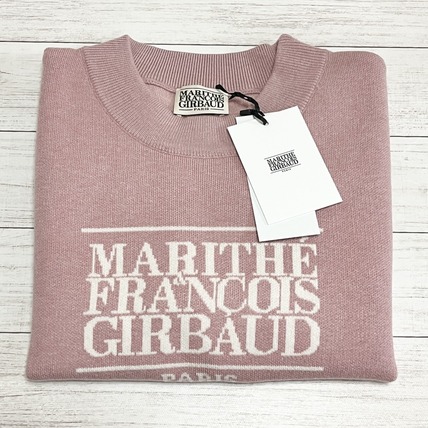 MARITHÉ
FRANÇOIS
GIRBAUD
PARIS
MARITHÉ
FRANÇOIS
GIRBAUD
MARITHÉ
& FRANÇOIS
GIRBAUD
PARIS